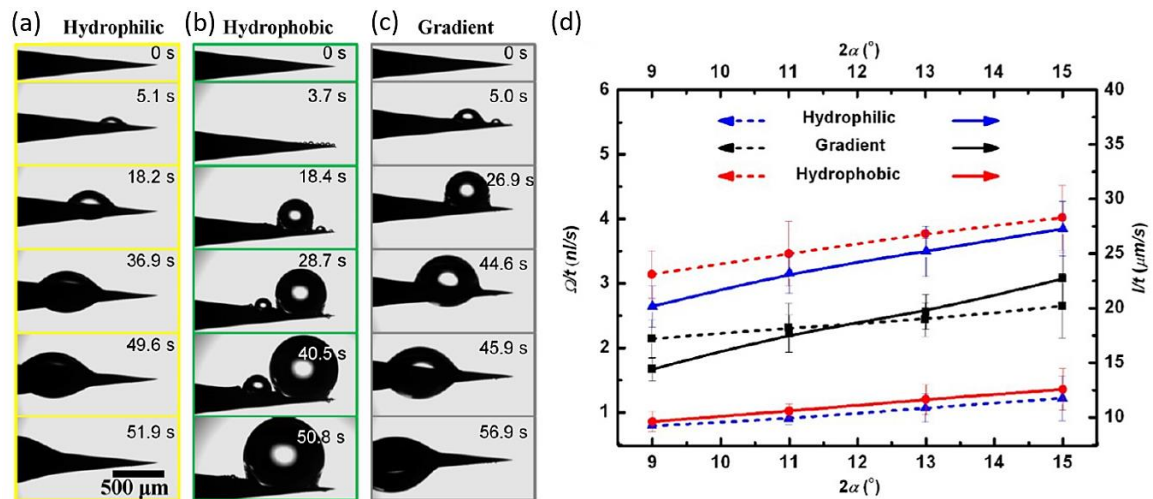 (a)
Hydrophilic
0 s
5.1 s
18.2 s
36.9 s
49.6 s
51.9 s
500 μm
(b)
Hydrophobic
0 s
3.7 s
18.4 s
28.7 s
40.5 s
50.8 s
(c)
Gradient
0 s
5.0 s
26.9 s
44.6 s
45.9 s
56.9 s
(d)
2α (°)
9 10 11 12 13 14 15
6
5
4
3
2
1
Ω/t (nl/s)
Hydrophilic
Gradient
Hydrophobic
40
35
30
25
20
15
10
l/t (μm/s)
9 10 11 12 13 14 15
2α (°)